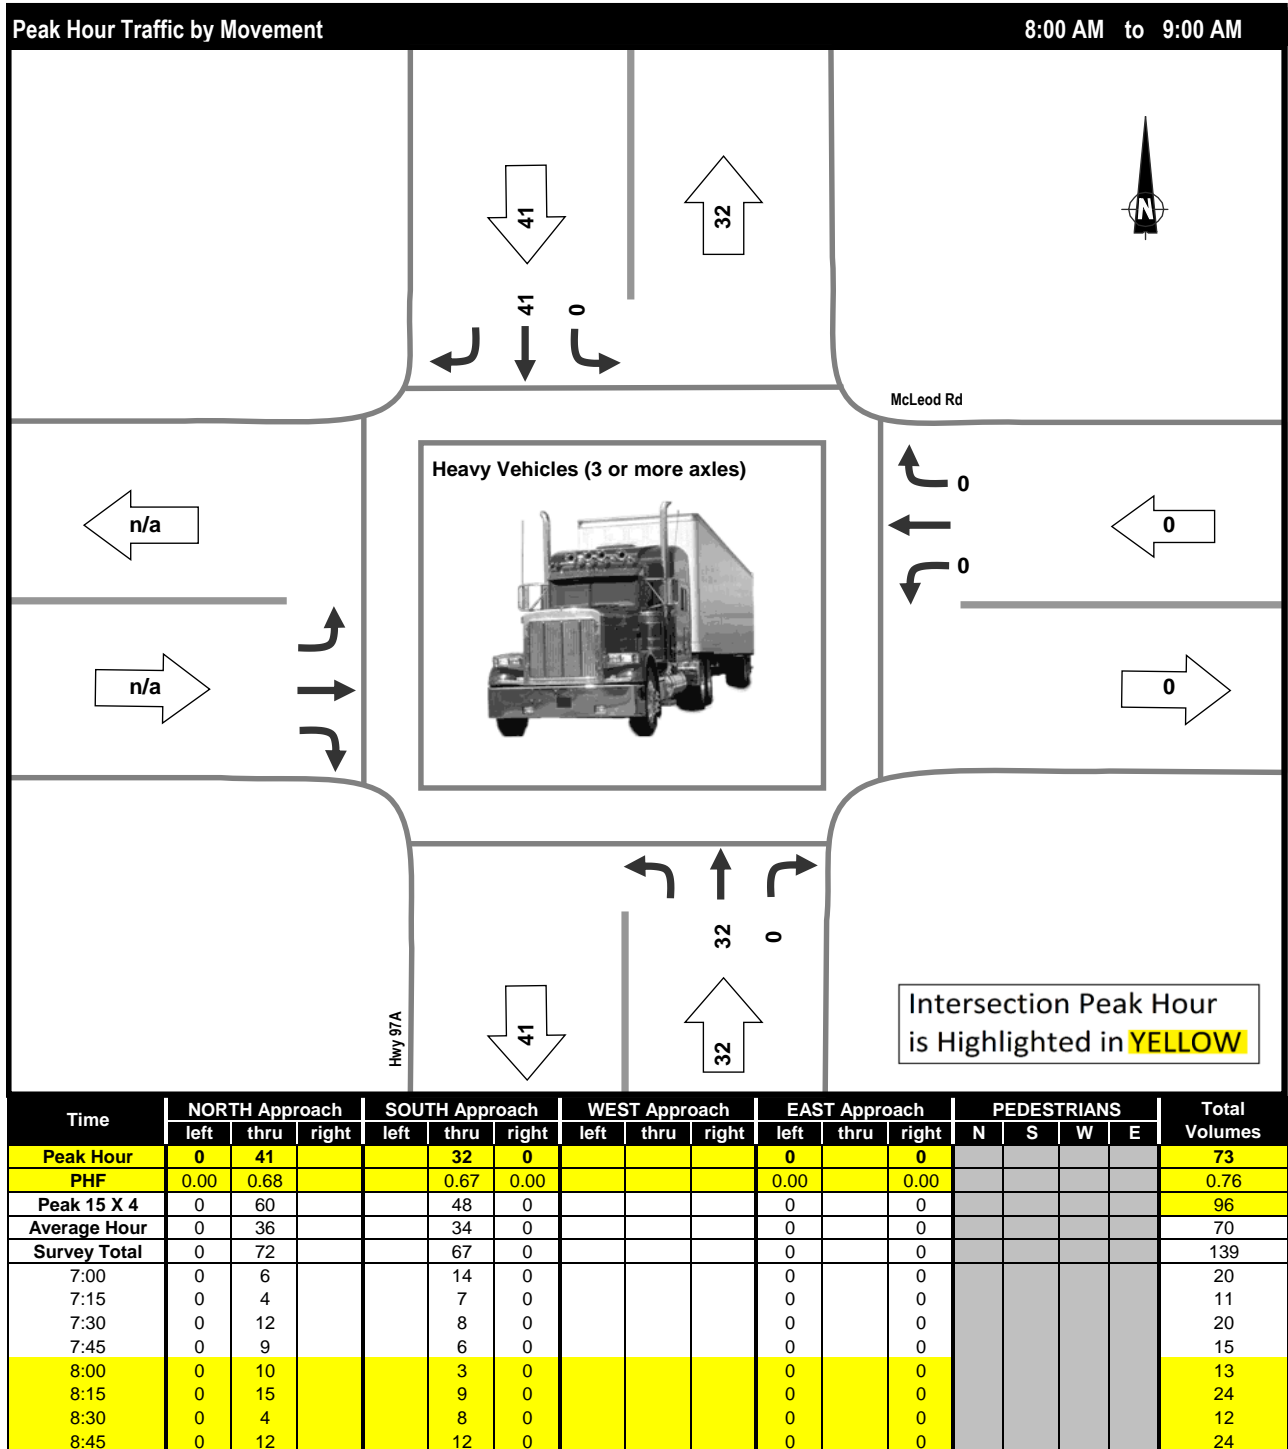 Peak Hour Traffic by Movement 8:00 AM to 9:00 AM
41 32
41 0
N
McLeod Rd
Heavy Vehicles (3 or more axles)
0
n/a 0
0
n/a 0
32 0
Hwy 97A
41 32
Intersection Peak Hour
is Highlighted in YELLOW
Time NORTH Approach SOUTH Approach WEST Approach EAST Approach PEDESTRIANS Total
left thru right left thru right left thru right left thru right N S W E Volumes
Peak Hour 0 41 32 0 0 0 73
PHF 0.00 0.68 0.67 0.00 0.00 0.00 0.76
Peak 15 X 4 0 60 48 0 0 0 96
Average Hour 0 36 34 0 0 0 70
Survey Total 0 72 67 0 0 0 139
7:00 0 6 14 0 0 0 20
7:15 0 4 7 0 0 0 11
7:30 0 12 8 0 0 0 20
7:45 0 9 6 0 0 0 15
8:00 0 10 3 0 0 0 13
8:15 0 15 9 0 0 0 24
8:30 0 4 8 0 0 0 12
8:45 0 12 12 0 0 0 24